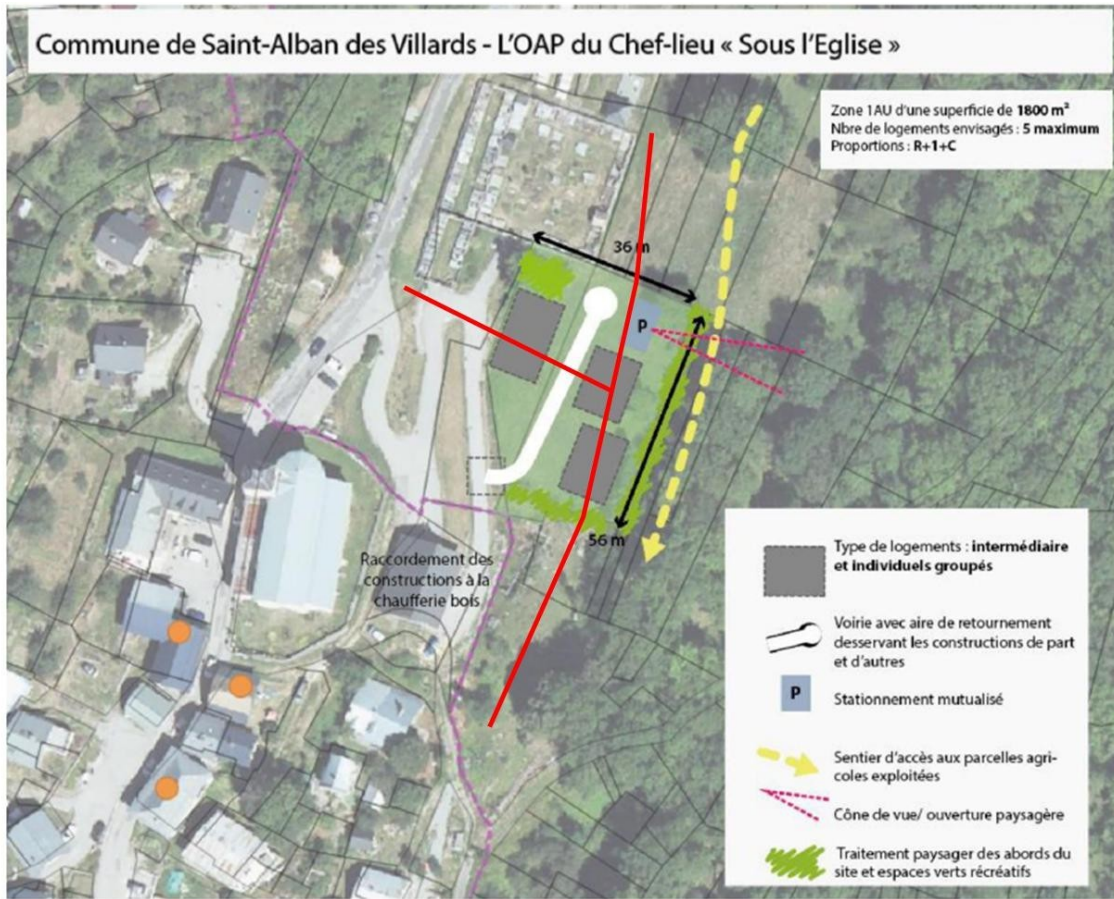 Commune de Saint-Alban des Villards - L'OAP du Chef-lieu « Sous l'Eglise »
Zone 1AU d'une superficie de 1800 m²
Nbre de logements envisagés : 5 maximum
Proportions : R+1+C
36 m
P
56 m
Raccordement des
constructions à la
chaufferie bois
Type de logements : intermédiaire
et individuels groupés
Voirie avec aire de retournement
desservant les constructions de part
et d'autres
P
Stationnement mutualisé
Sentier d'accès aux parcelles agri-
coles exploitées
Cône de vue/ ouverture paysagère
Traitement paysager des abords du
site et espaces verts récréatifs